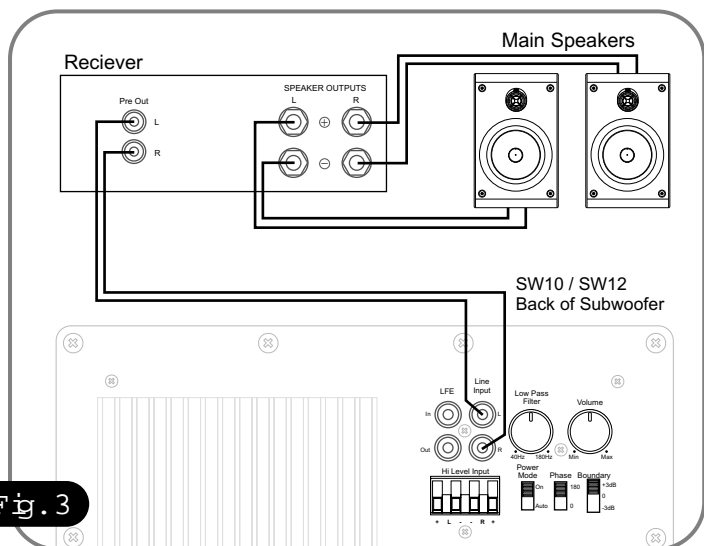 Main Speakers
Reciever
SPEAKER OUTPUTS
L R
Pre Out
L
R
+
−
SW10 / SW12
Back of Subwoofer
LFE
Line
Input
Low Pass
Filter
Volume
In
L
Out
R
40Hz 180Hz
Min Max
Hi Level Input
Power
Mode
Phase
Boundary
On
Auto
180
0
+3dB
0
-3dB
+ L - - R +
Fig.3